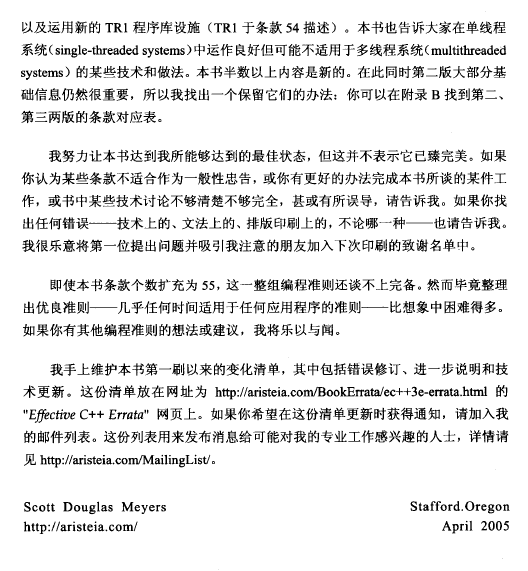 以及运用新的 TR1 程序库设施（TR1 于条款 54 描述）。本书也告诉大家在单线程
系统(single-threaded systems)中运作良好但可能不适用于多线程系统(multithreaded
systems）的某些技术和做法。本书半数以上内容是新的。在此同时第二版大部分基
础信息仍然很重要，所以我找出一个保留它们的办法：你可以在附录 B 找到第二、
第三两版的条款对应表。
我努力让本书达到我所能够达到的最佳状态，但这并不表示它已臻完美。如果
你认为某些条款不适合作为一般性忠告，或你有更好的办法完成本书所谈的某件工
作，或书中某些技术讨论不够清楚不够完全，甚或有所误导，请告诉我。如果你找
出任何错误——技术上的、文法上的、排版印刷上的，不论哪一种——也请告诉我。
我很乐意将第一位提出问题并吸引我注意的朋友加入下次印刷的致谢名单中。
即使本书条款个数扩充为 55，这一整组编程准则还谈不上完备。然而毕竟整理
出优良准则——几乎任何时间适用于任何应用程序的准则——比想象中困难得多。
如果你有其他编程准则的想法或建议，我将乐以与闻。
我手上维护本书第一刷以来的变化清单，其中包括错误修订、进一步说明和技
术更新。这份清单放在网址为 http://aristeia.com/BookErrata/ec++3e-errata.html 的
"Effective C++ Errata" 网页上。如果你希望在这份清单更新时获得通知，请加入我
的邮件列表。这份列表用来发布消息给可能对我的专业工作感兴趣的人士，详情请
见 http://aristeia.com/MailingList/。
Scott Douglas Meyers Stafford.Oregon
http://aristeia.com/ April 2005